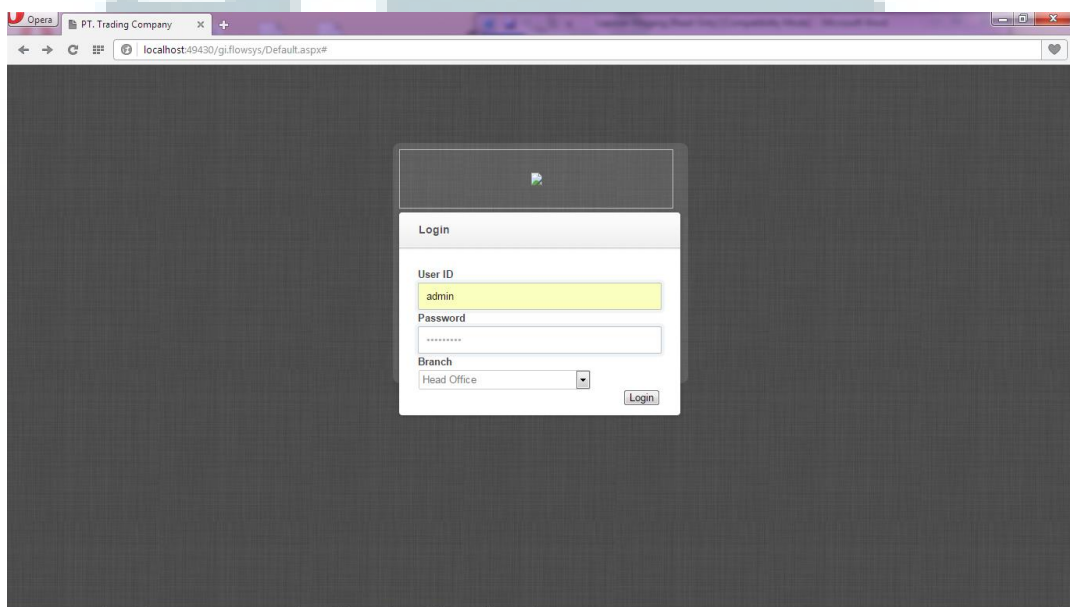 Opera
PT. Trading Company
localhost:49430/gi.flowsys/Default.aspx#
Login
User ID
admin
Password
Branch
Head Office
Login